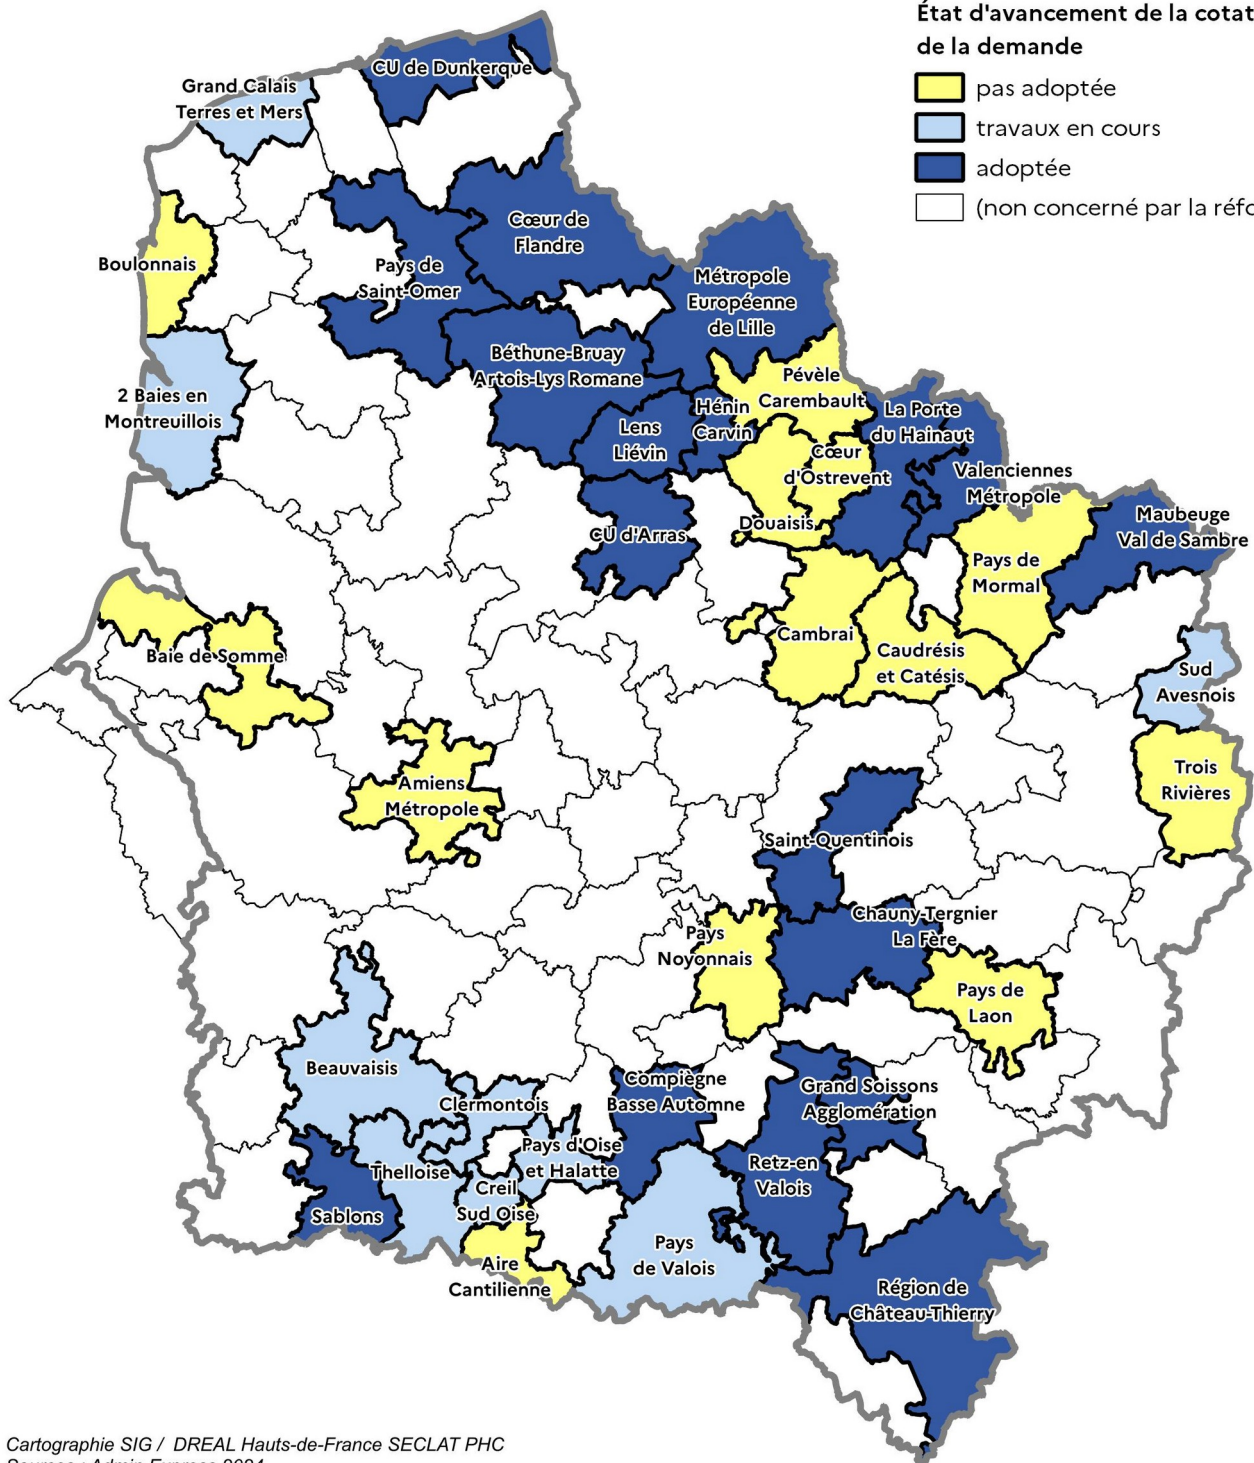 État d'avancement de la cotat
de la demande
pas adoptée
travaux en cours
adoptée
(non concerné par la réfo
CU de Dunkerque
Grand Calais
Terres et Mers
Cœur de
Flandre
Boulonnais
Pays de
Saint-Omer
Métropole
Européenne
de Lille
Béthune-Bruay
Artois-Lys Romane
2 Baies en
Montreuillois
Pévèle
Carembault
Hénin
Carvin
La Porte
du Hainaut
Lens
Liévin
Cœur
d'Ostrevent
Valenciennes
Métropole
Douaisis
CU d'Arras
Maubeuge
Val de Sambre
Pays de
Mormal
Cambrai
Caudrésis
et Catésis
Baie de Somme
Sud
Avesnois
Amiens
Métropole
Trois
Rivières
Saint-Quentinois
Chauny-Tergnier
La Fère
Pays
Noyonnais
Pays de
Laon
Beauvaisis
Clermontois
Compiègne
Basse Automne
Grand Soissons
Agglomération
Pays d'Oise
et Halatte
Thelloise
Creil
Sud Oise
Retz-en
Valois
Sablons
Aire
Cantilienne
Pays
de Valois
Région de
Château-Thierry
Cartographie SIG / DREAL Hauts-de-France SECLAT PHC